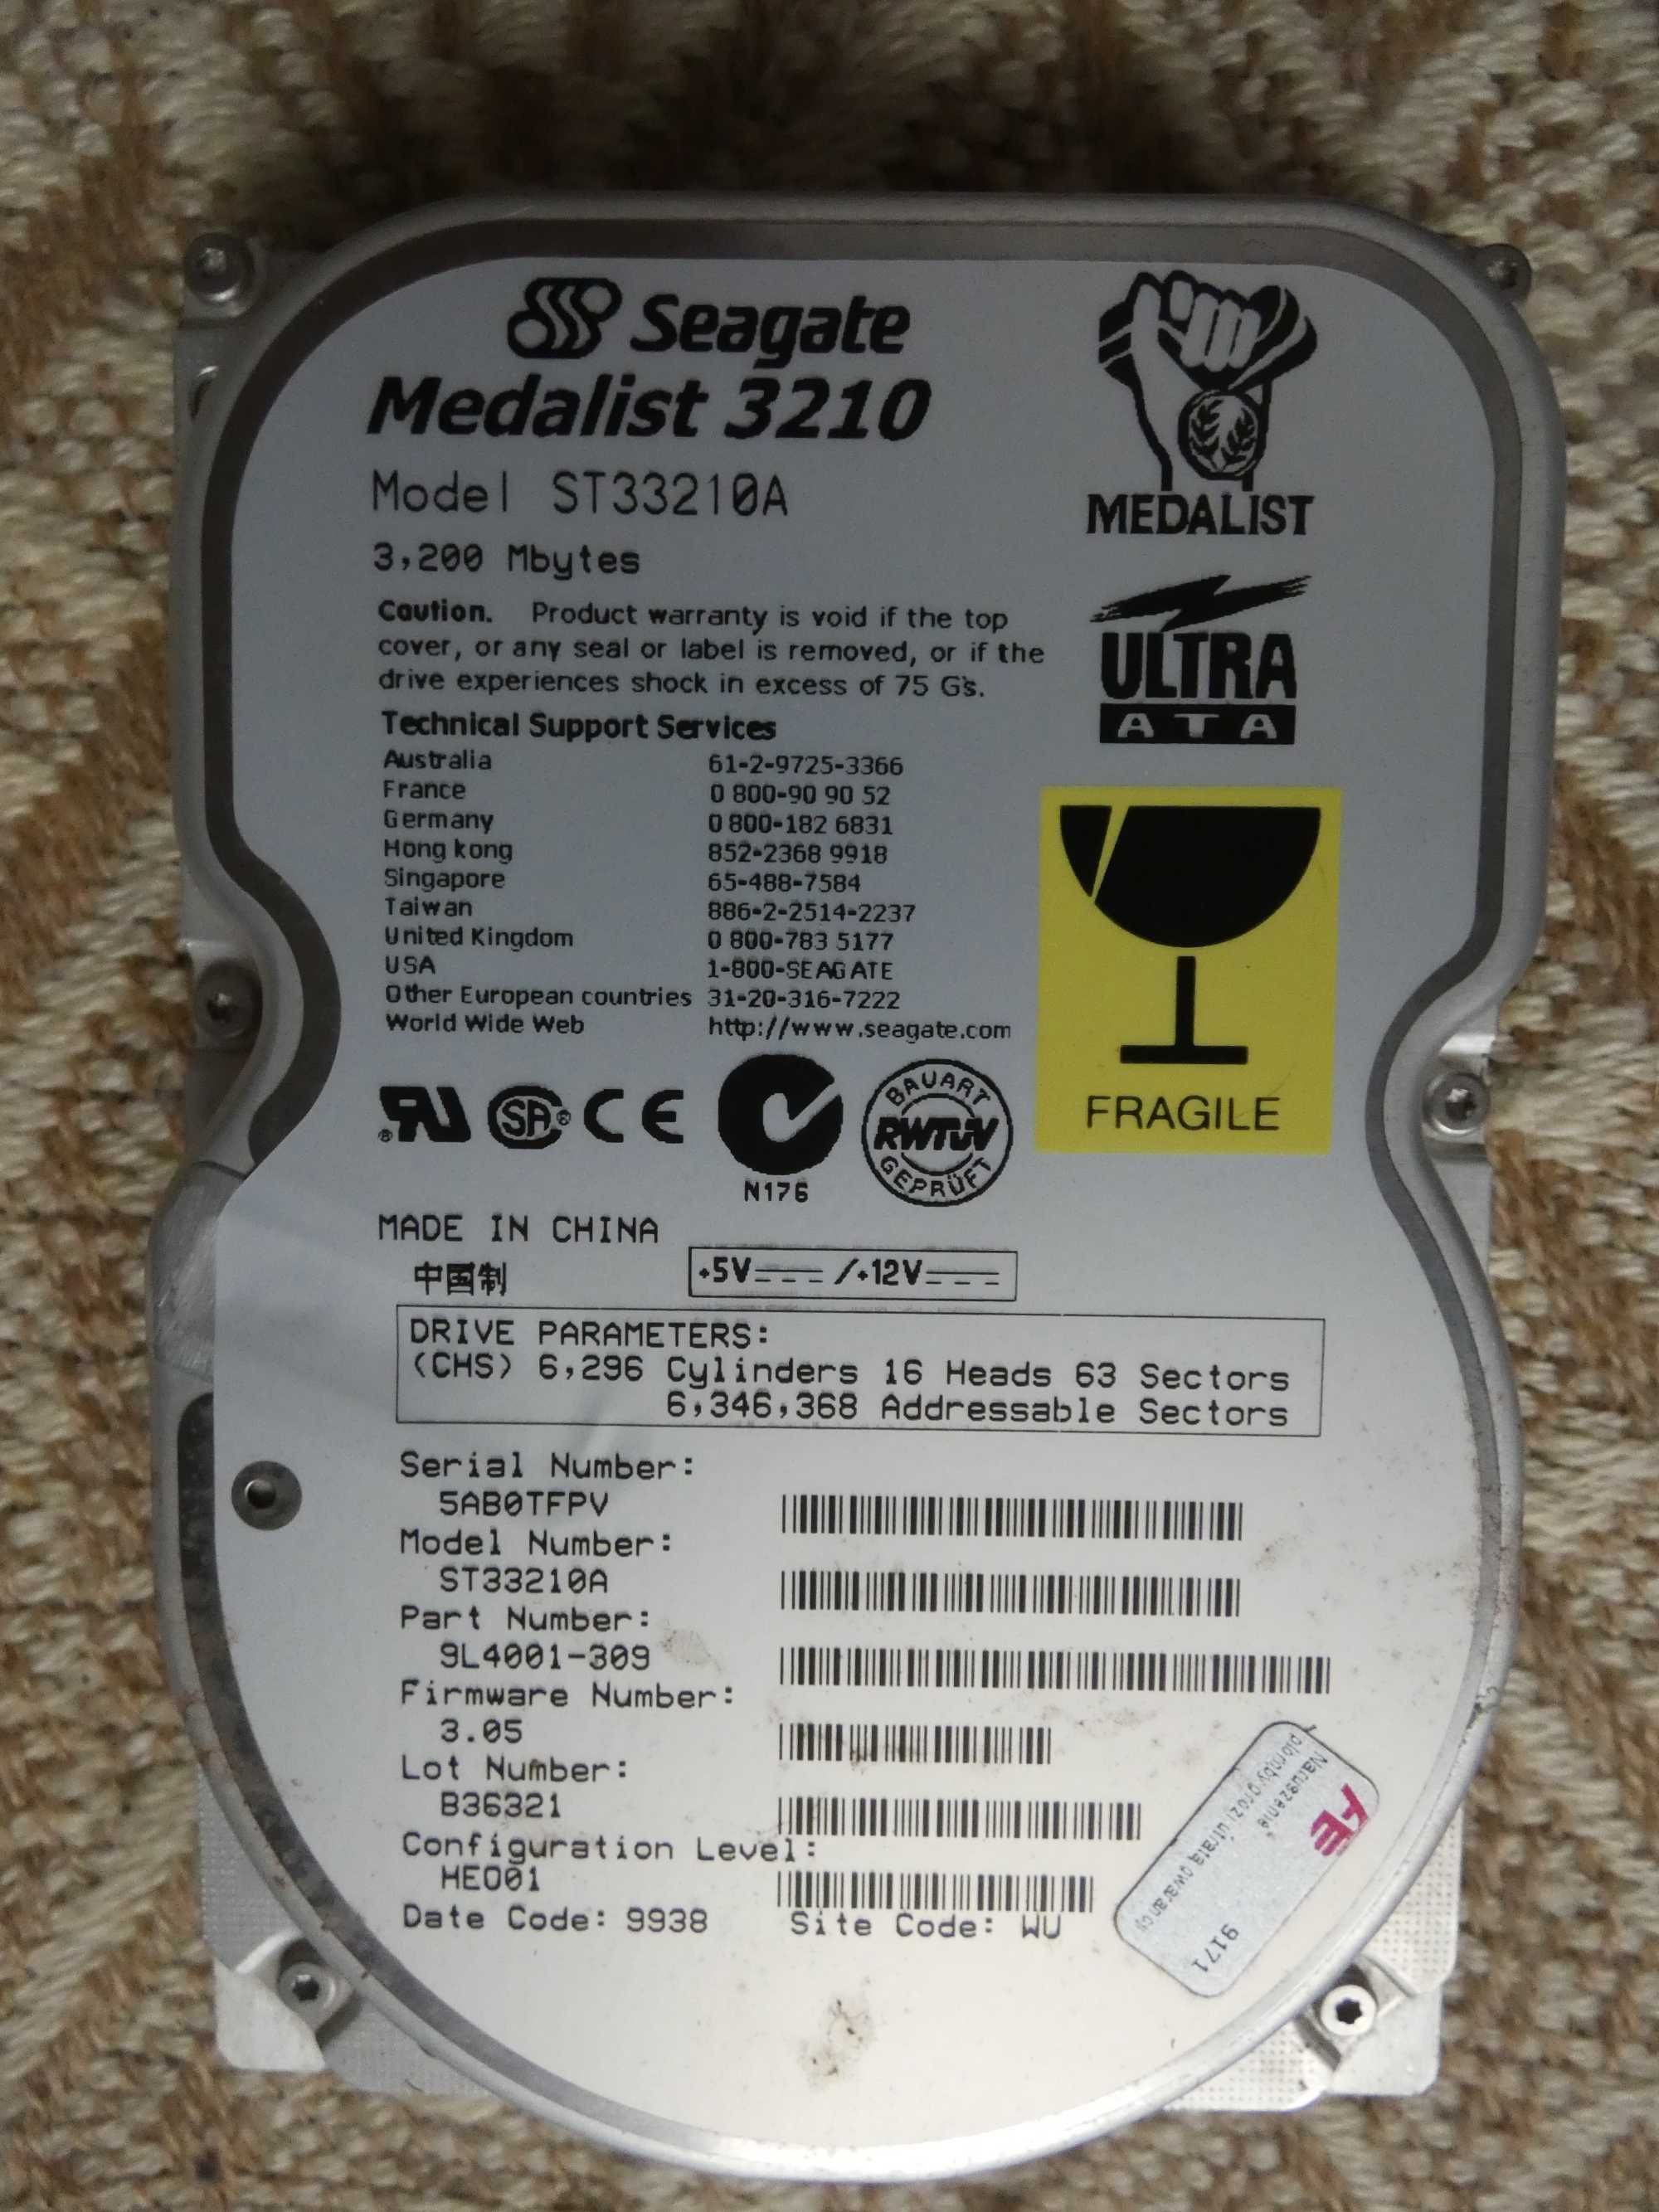 Seagate
Medalist 3210
Model ST33210A
3,200 Mbytes
MEDALIST
ULTRA
ATA
Caution. Product warranty is void if the top
cover, or any seal or label is removed, or if the
drive experiences shock in excess of 75 G's.
Technical Support Services
Australia 61-2-9725-3366
France 0 800-90 90 52
Germany 0 800-182 6831
Hong kong 852-2368 9918
Singapore 65-488-7584
Taiwan 886-2-2514-2237
United Kingdom 0 800-783 5177
USA 1-800-SEAGATE
Other European countries 31-20-316-7222
World Wide Web http://www.seagate.com
FRAGILE
SA
CE
N176
BAUART
RWTÜV
GEPRÜFT
MADE IN CHINA
中国制
+5V /+12V
DRIVE PARAMETERS:
(CHS) 6,296 Cylinders 16 Heads 63 Sectors
6,346,368 Addressable Sectors
Serial Number:
5AB0TFPV
Model Number:
ST33210A
Part Number:
9L4001-309
Firmware Number:
3.05
Lot Number:
B36321
Configuration Level:
HEO01
Date Code: 9938 Site Code: WU
Naruszenie
plomby grozi utratą gwarancji
9171